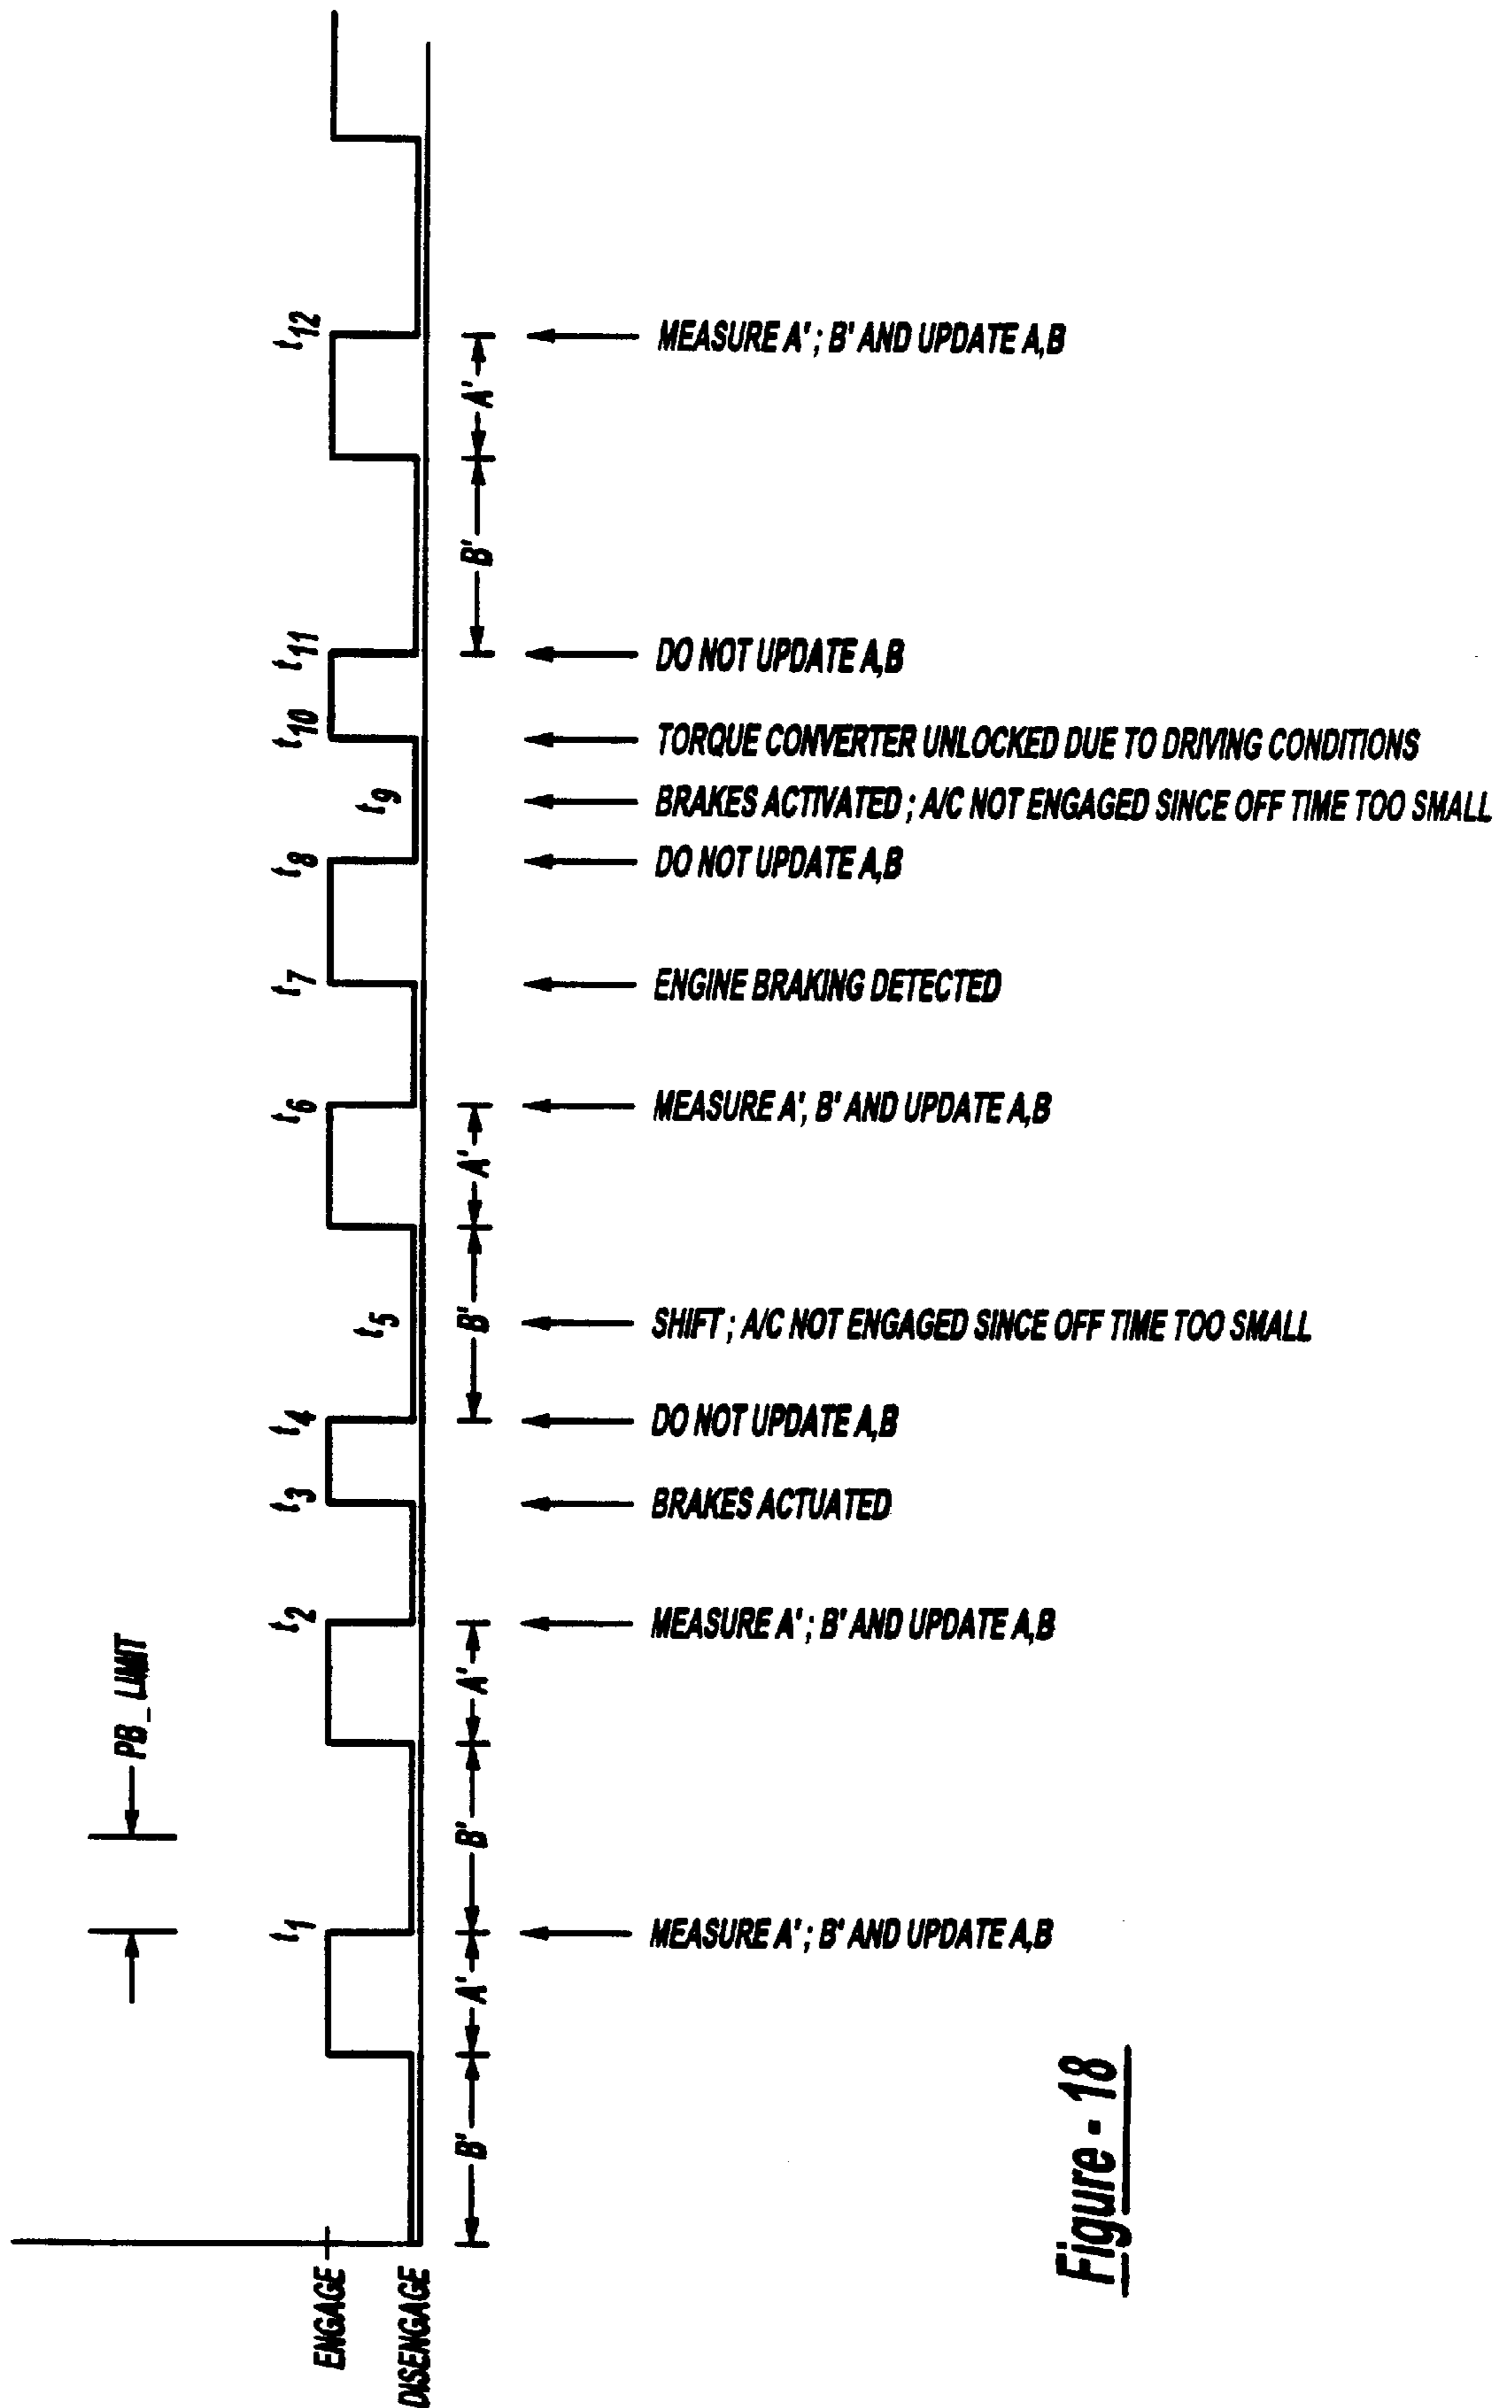 PB_LIMIT
ENGAGE
DISENGAGE
t1
t2
t3
t4
t5
t6
t7
t8
t9
t10
t11
t12
B'
A'
B'
A'
B'
A'
B'
A'
MEASURE A' ; B' AND UPDATE A,B
MEASURE A' ; B' AND UPDATE A,B
BRAKES ACTUATED
DO NOT UPDATE A,B
SHIFT ; A/C NOT ENGAGED SINCE OFF TIME TOO SMALL
MEASURE A', B' AND UPDATE A,B
ENGINE BRAKING DETECTED
DO NOT UPDATE A,B
BRAKES ACTIVATED ; A/C NOT ENGAGED SINCE OFF TIME TOO SMALL
TORQUE CONVERTER UNLOCKED DUE TO DRIVING CONDITIONS
DO NOT UPDATE A,B
MEASURE A' ; B' AND UPDATE A,B
Figure - 18